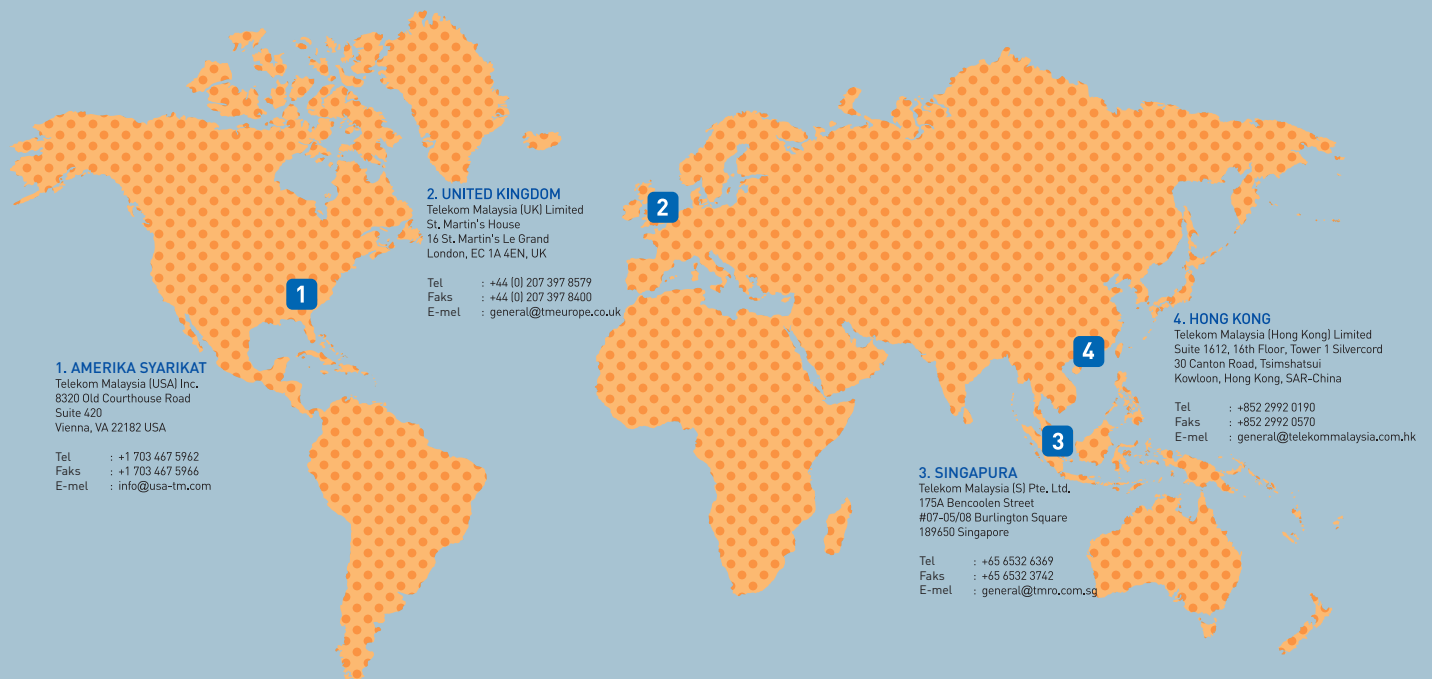 1. AMERIKA SYARIKAT
Telekom Malaysia (USA) Inc.
8320 Old Courthouse Road
Suite 420
Vienna, VA 22182 USA
Tel : +1 703 467 5962
Faks : +1 703 467 5966
E-mel : info@usa-tm.com
2. UNITED KINGDOM
Telekom Malaysia (UK) Limited
St. Martin's House
16 St. Martin's Le Grand
London, EC 1A 4EN, UK
Tel : +44 (0) 207 397 8579
Faks : +44 (0) 207 397 8400
E-mel : general@tmeurope.co.uk
3. SINGAPURA
Telekom Malaysia (S) Pte. Ltd.
175A Bencoolen Street
#07-05/08 Burlington Square
189650 Singapore
Tel : +65 6532 6369
Faks : +65 6532 3742
E-mel : general@tmro.com.sg
4. HONG KONG
Telekom Malaysia (Hong Kong) Limited
Suite 1612, 16th Floor, Tower 1 Silvercord
30 Canton Road, Tsimshatsui
Kowloon, Hong Kong, SAR-China
Tel : +852 2992 0190
Faks : +852 2992 0570
E-mel : general@telekommalaysia.com.hk
1
2
3
4